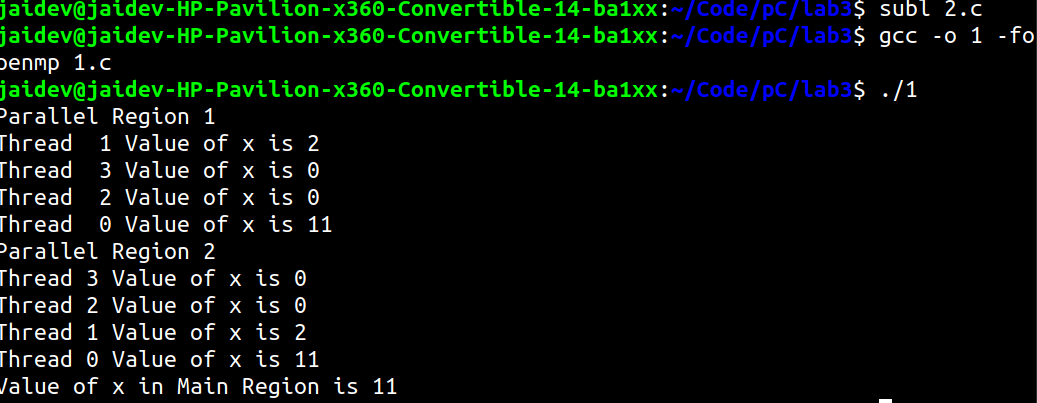 jaidev@jaidev-HP-Pavilion-x360-Convertible-14-ba1xx:~/Code/pC/lab3$ subl 2.c
jaidev@jaidev-HP-Pavilion-x360-Convertible-14-ba1xx:~/Code/pC/lab3$ gcc -o 1 -fo
penmp 1.c
jaidev@jaidev-HP-Pavilion-x360-Convertible-14-ba1xx:~/Code/pC/lab3$ ./1
Parallel Region 1
Thread  1 Value of x is 2
Thread  3 Value of x is 0
Thread  2 Value of x is 0
Thread  0 Value of x is 11
Parallel Region 2
Thread 3 Value of x is 0
Thread 2 Value of x is 0
Thread 1 Value of x is 2
Thread 0 Value of x is 11
Value of x in Main Region is 11